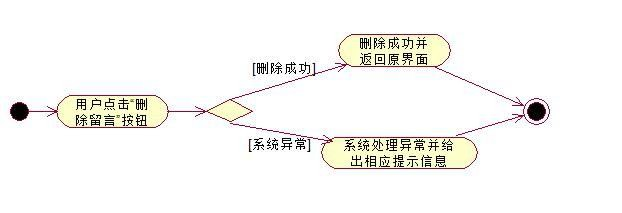 删除成功并
返回原界面
[删除成功]
用户点击“删
除留言”按钮
[系统异常]
系统处理异常并给
出相应提示信息